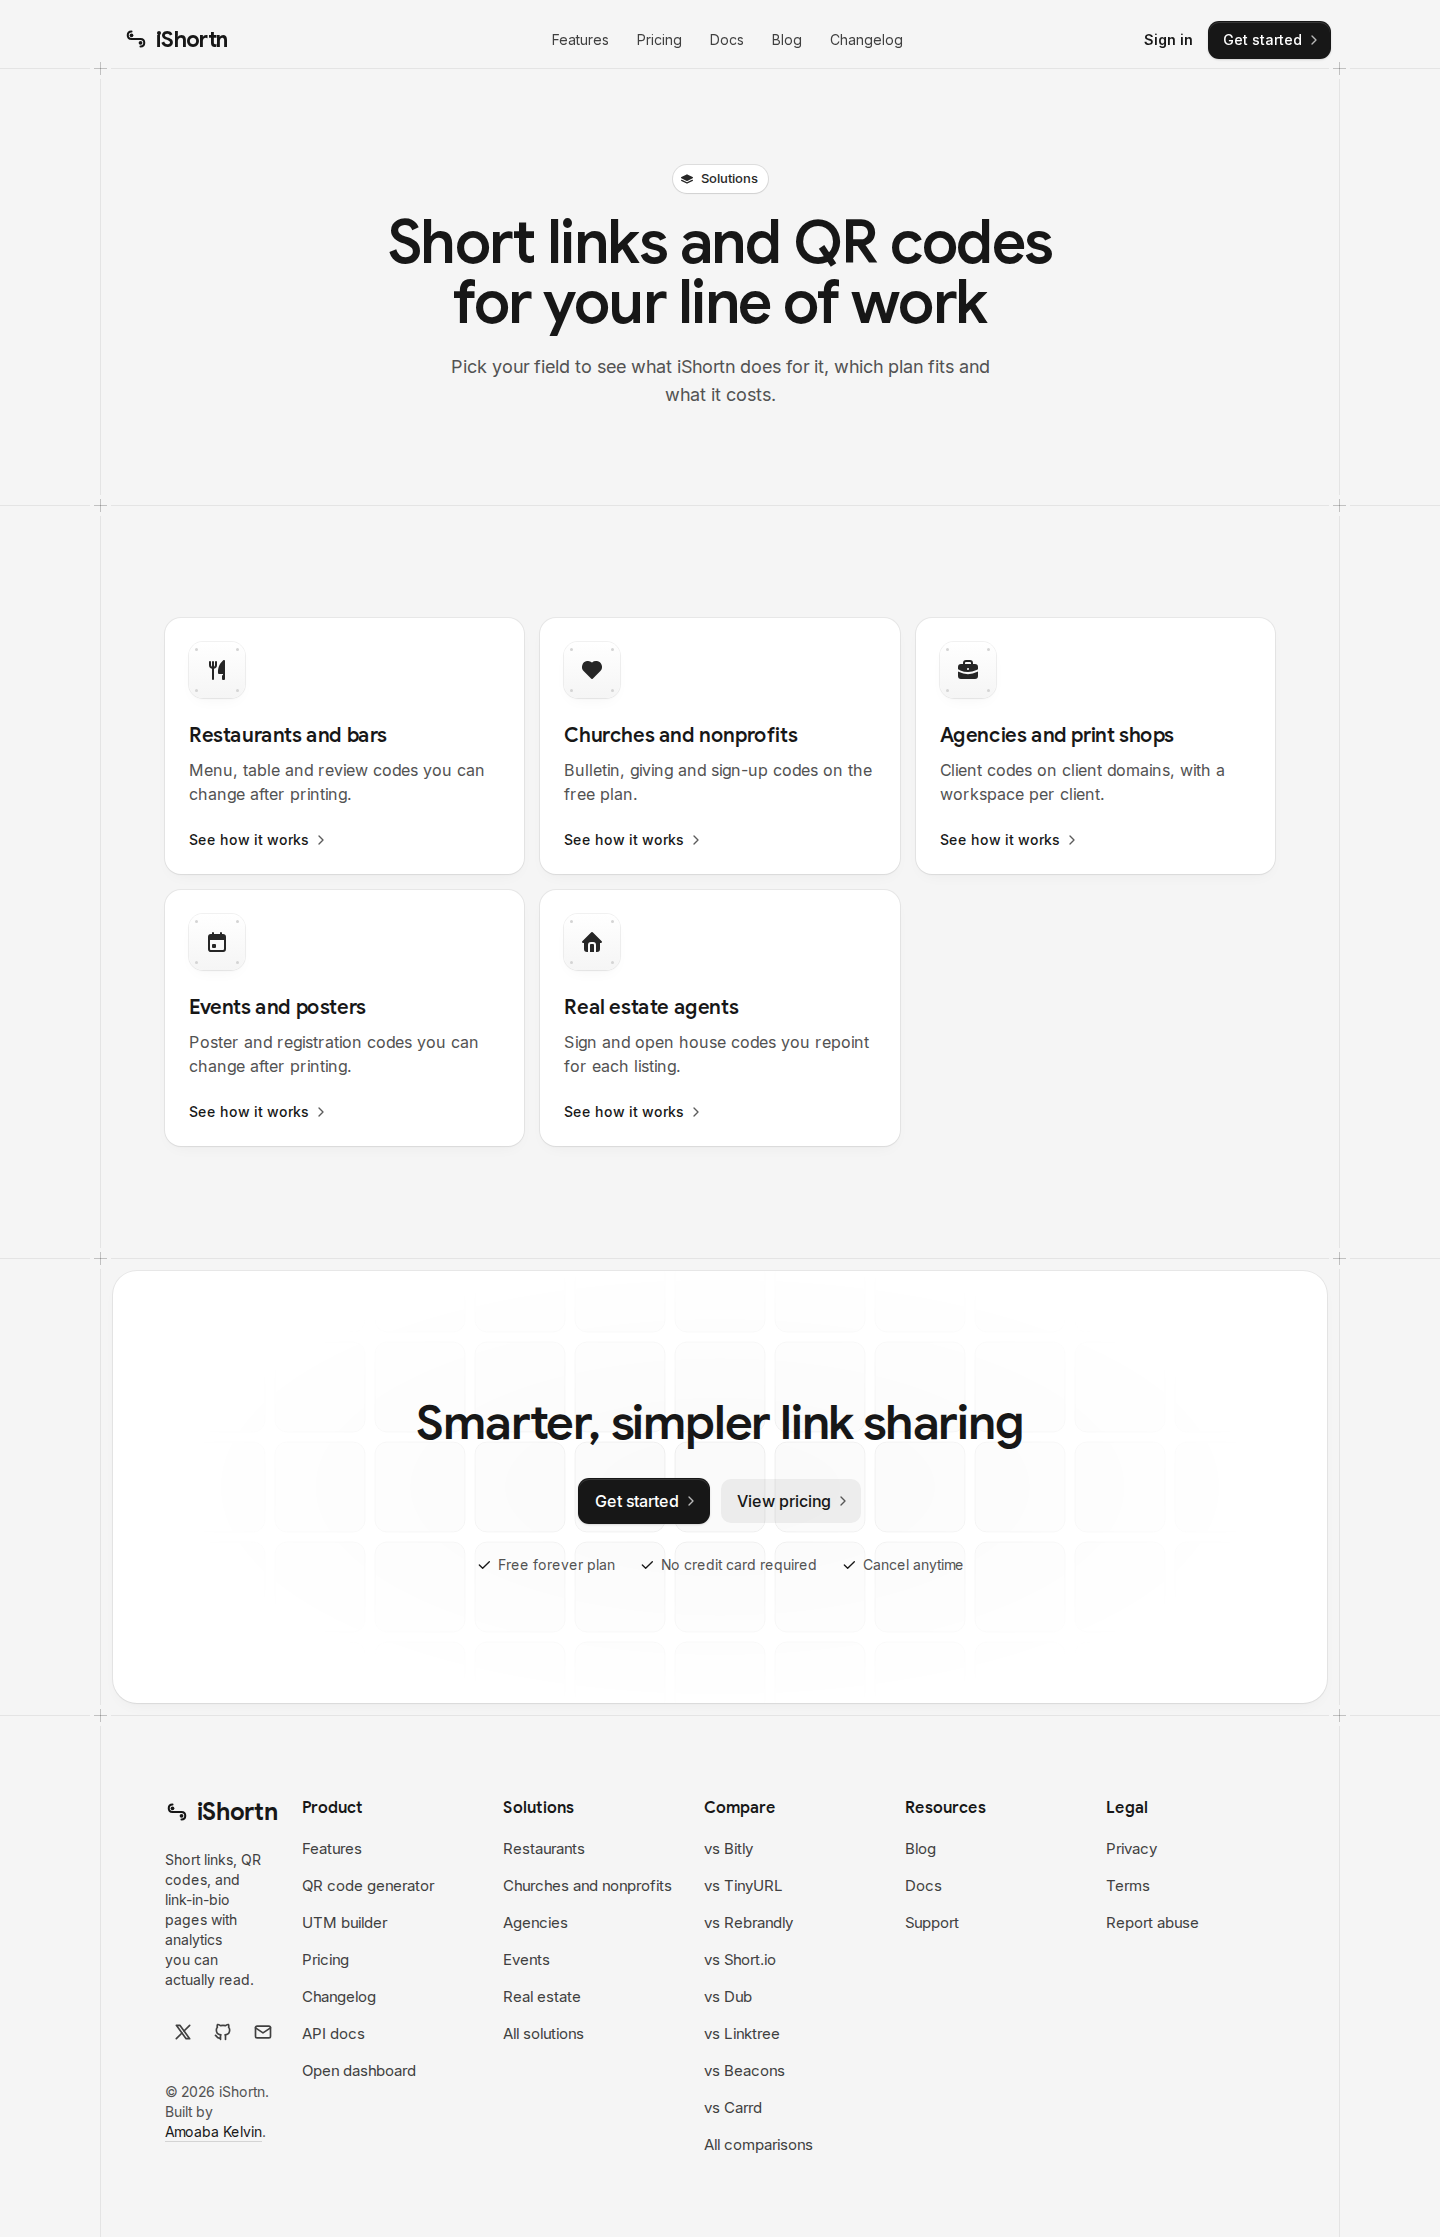 iShortn
Features
Pricing
Docs
Blog
Changelog
Sign in
Get started
Solutions
Short links and QR codes
for your line of work
Pick your field to see what iShortn does for it, which plan fits and
what it costs.
Restaurants and bars
Menu, table and review codes you can
change after printing.
See how it works
Churches and nonprofits
Bulletin, giving and sign-up codes on the
free plan.
See how it works
Agencies and print shops
Client codes on client domains, with a
workspace per client.
See how it works
Events and posters
Poster and registration codes you can
change after printing.
See how it works
Real estate agents
Sign and open house codes you repoint
for each listing.
See how it works
Smarter, simpler link sharing
Get started
View pricing
Free forever plan
No credit card required
Cancel anytime
iShortn
Short links, QR
codes, and
link-in-bio
pages with
analytics
you can
actually read.
© 2026 iShortn.
Built by
Amoaba Kelvin.
Product
Features
QR code generator
UTM builder
Pricing
Changelog
API docs
Open dashboard
Solutions
Restaurants
Churches and nonprofits
Agencies
Events
Real estate
All solutions
Compare
vs Bitly
vs TinyURL
vs Rebrandly
vs Short.io
vs Dub
vs Linktree
vs Beacons
vs Carrd
All comparisons
Resources
Blog
Docs
Support
Legal
Privacy
Terms
Report abuse